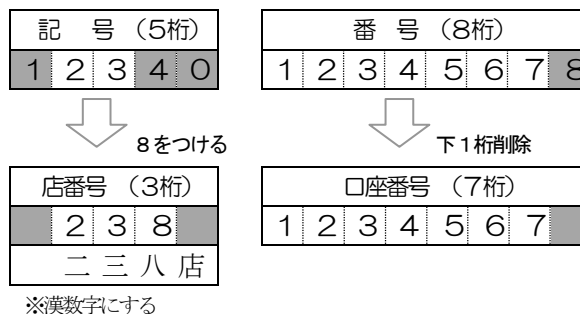 記　号（5桁）
1 2 3 4 0
8をつける
店番号（3桁）
2 3 8
二三八店
※漢数字にする
番　号（8桁）
1 2 3 4 5 6 7 8
下1桁削除
口座番号（7桁）
1 2 3 4 5 6 7